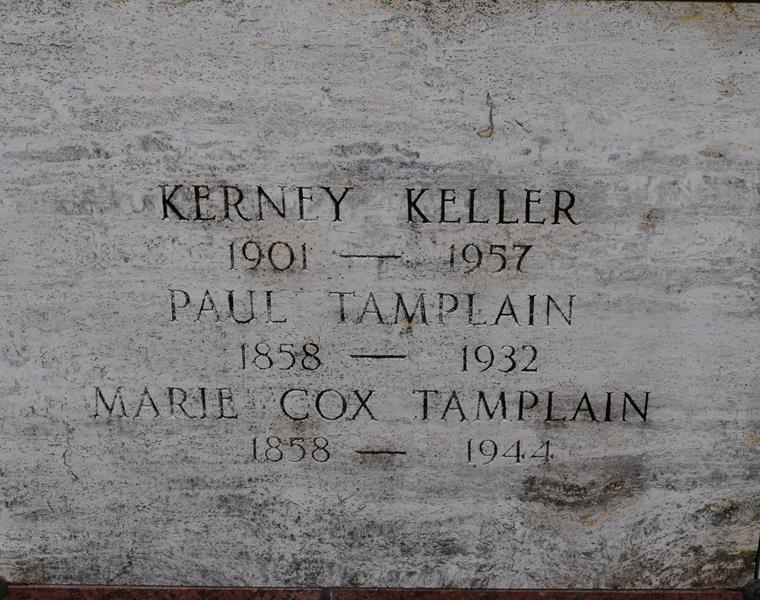 KERNEY KELLER
1901 — 1957
PAUL TAMPLAIN
1858 — 1932
MARIE COX TAMPLAIN
1858 — 1944